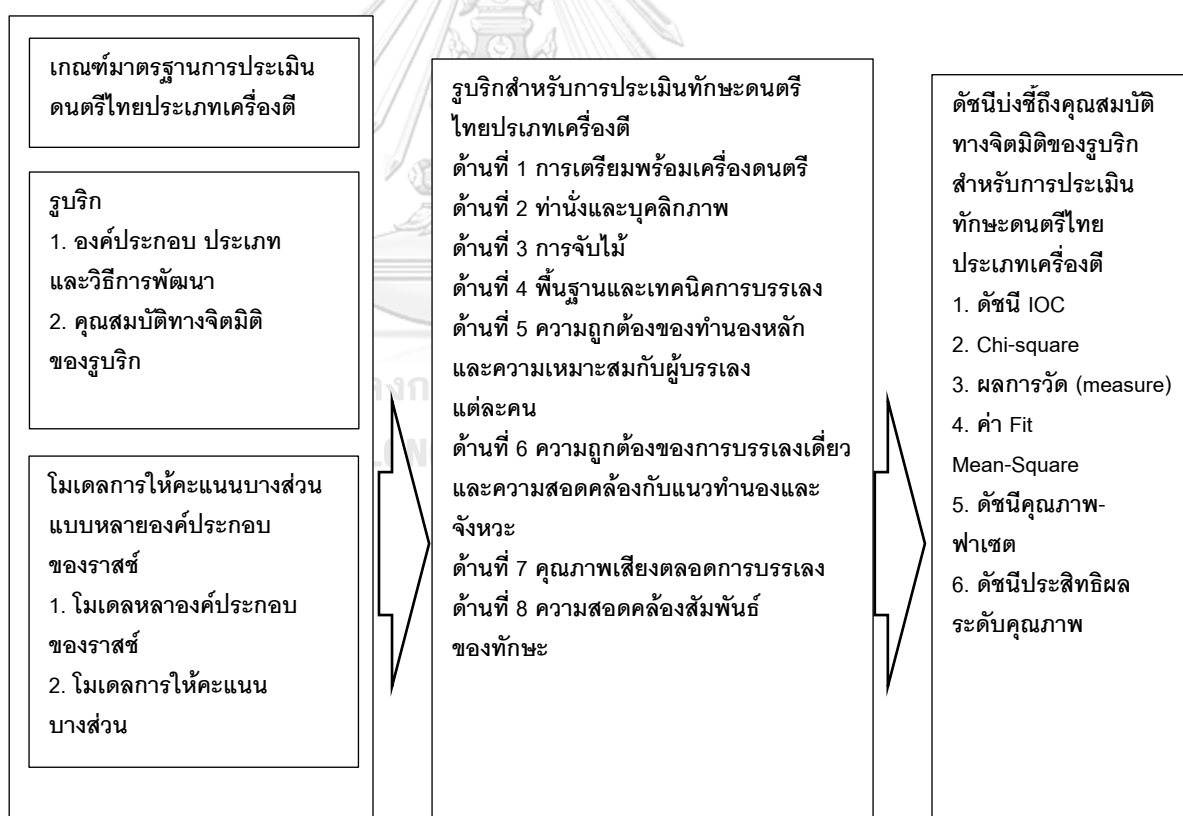 เกณฑ์มาตรฐานการประเมิน
ดนตรีไทยประเภทเครื่องตี
รูบริก
1. องค์ประกอบ ประเภท
และวิธีการพัฒนา
2. คุณสมบัติทางจิตมิติ
ของรูบริก
โมเดลการให้คะแนนบางส่วน
แบบหลายองค์ประกอบ
ของราสช์
1. โมเดลหลาองค์ประกอบ
ของราสช์
2. โมเดลการให้คะแนน
บางส่วน
รูบริกสำหรับการประเมินทักษะดนตรี
ไทยปรเภทเครื่องตี
ด้านที่ 1 การเตรียมพร้อมเครื่องดนตรี
ด้านที่ 2 ท่านั่งและบุคลิกภาพ
ด้านที่ 3 การจับไม้
ด้านที่ 4 พื้นฐานและเทคนิคการบรรเลง
ด้านที่ 5 ความถูกต้องของทำนองหลัก
และความเหมาะสมกับผู้บรรเลง
แต่ละคน
ด้านที่ 6 ความถูกต้องของการบรรเลงเดี่ยว
และความสอดคล้องกับแนวทำนองและ
จังหวะ
ด้านที่ 7 คุณภาพเสียงตลอดการบรรเลง
ด้านที่ 8 ความสอดคล้องสัมพันธ์
ของทักษะ
ดัชนีบ่งชี้ถึงคุณสมบัติ
ทางจิตมิติของรูบริก
สำหรับการประเมิน
ทักษะดนตรีไทย
ประเภทเครื่องตี
1. ดัชนี IOC
2. Chi-square
3. ผลการวัด (measure)
4. ค่า Fit
Mean-Square
5. ดัชนีคุณภาพ-
ฟาเซต
6. ดัชนีประสิทธิผล
ระดับคุณภาพ